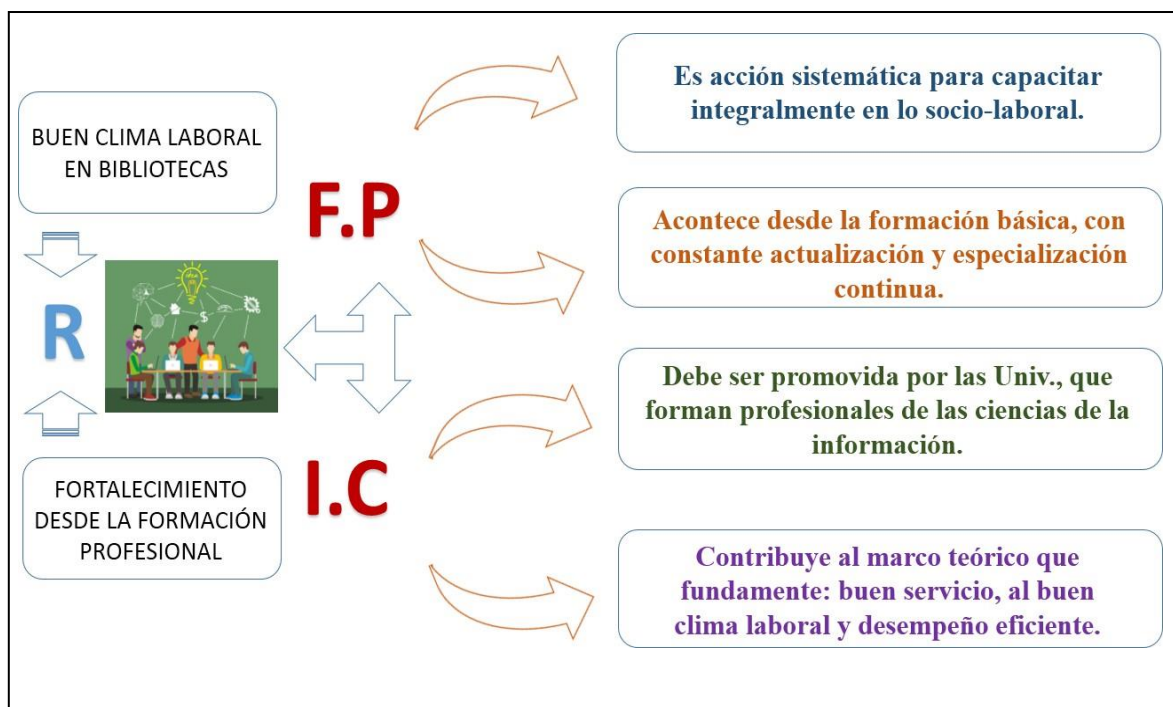 BUEN CLIMA LABORAL
EN BIBLIOTECAS
R
FORTALECIMIENTO
DESDE LA FORMACIÓN
PROFESIONAL
F.P
I.C
Es acción sistemática para capacitar
integralmente en lo socio-laboral.
Acontece desde la formación básica, con
constante actualización y especialización
continua.
Debe ser promovida por las Univ., que
forman profesionales de las ciencias de la
información.
Contribuye al marco teórico que
fundamente: buen servicio, al buen
clima laboral y desempeño eficiente.